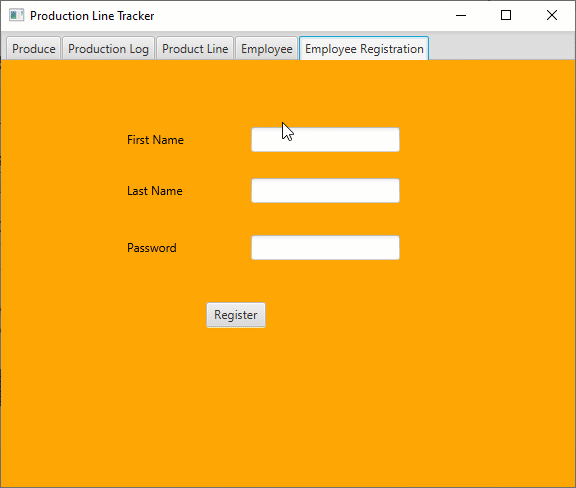 Production Line Tracker
Produce Production Log Product Line Employee Employee Registration
First Name
Last Name
Password
Register